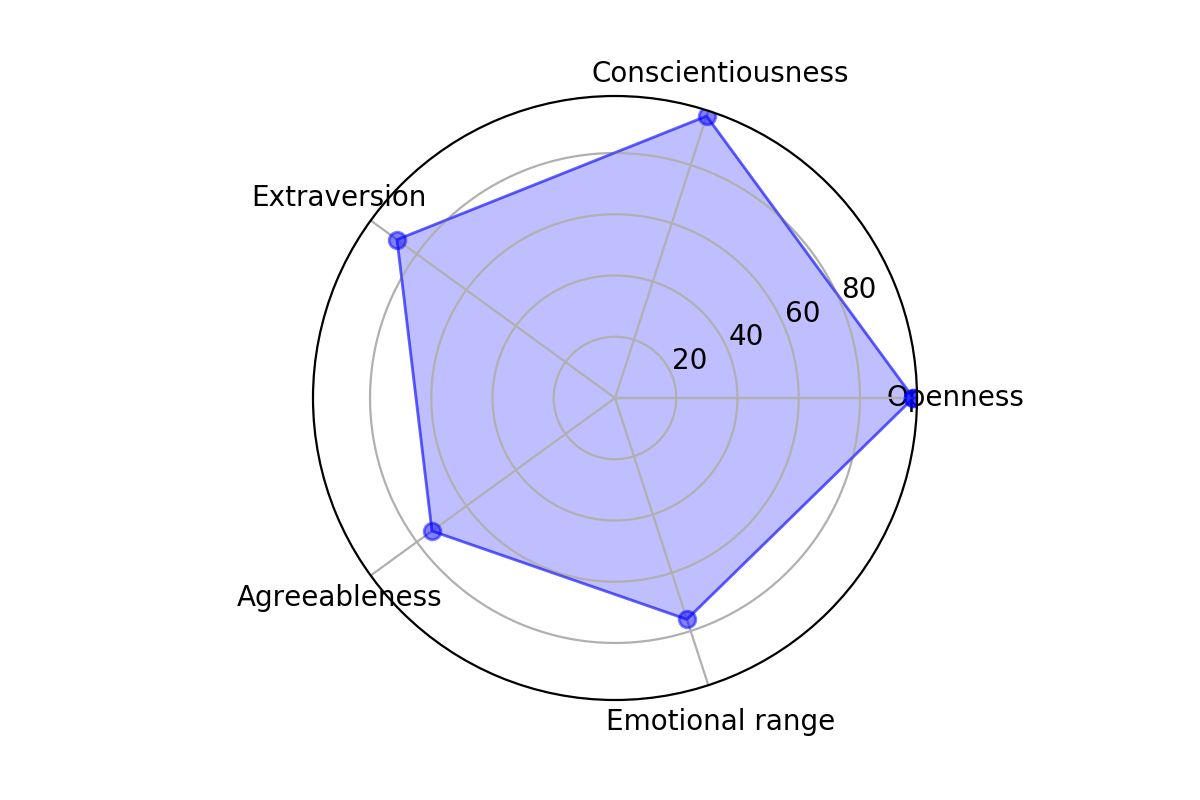 Conscientiousness
Extraversion
80
60
40
20
Openness
Agreeableness
Emotional range